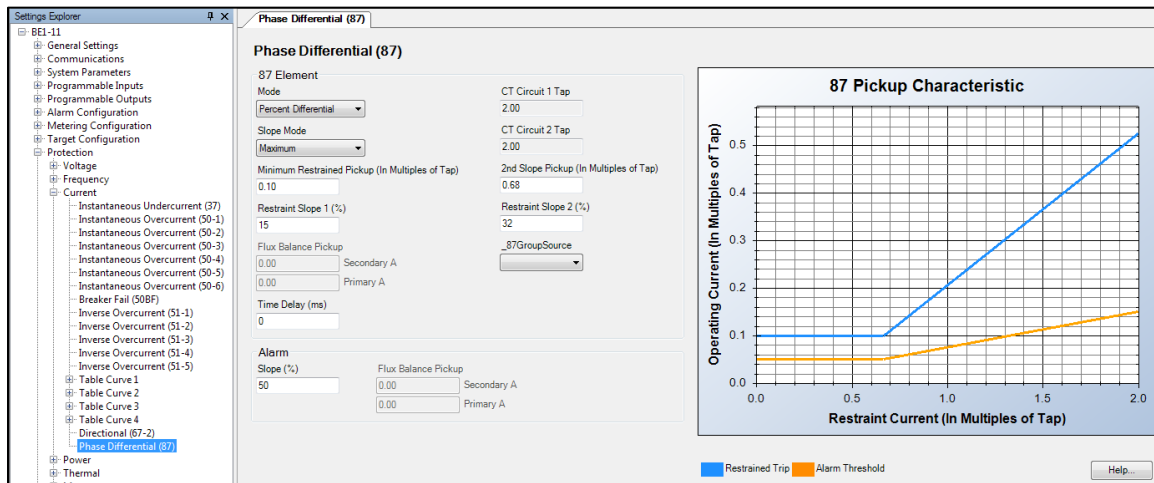 Settings Explorer
BE1-11
General Settings
Communications
System Parameters
Programmable Inputs
Programmable Outputs
Alarm Configuration
Metering Configuration
Target Configuration
Protection
Voltage
Frequency
Current
Instantaneous Undercurrent (37)
Instantaneous Overcurrent (50-1)
Instantaneous Overcurrent (50-2)
Instantaneous Overcurrent (50-3)
Instantaneous Overcurrent (50-4)
Instantaneous Overcurrent (50-5)
Instantaneous Overcurrent (50-6)
Breaker Fail (50BF)
Inverse Overcurrent (51-1)
Inverse Overcurrent (51-2)
Inverse Overcurrent (51-3)
Inverse Overcurrent (51-4)
Inverse Overcurrent (51-5)
Table Curve 1
Table Curve 2
Table Curve 3
Table Curve 4
Directional (67-2)
Phase Differential (87)
Power
Thermal
Phase Differential (87)
Phase Differential (87)
87 Element
Mode
Percent Differential
CT Circuit 1 Tap
2.00
Slope Mode
Maximum
CT Circuit 2 Tap
2.00
Minimum Restrained Pickup (In Multiples of Tap)
0.10
2nd Slope Pickup (In Multiples of Tap)
0.68
Restraint Slope 1 (%)
15
Restraint Slope 2 (%)
32
Flux Balance Pickup
0.00 Secondary A
0.00 Primary A
_87GroupSource
Time Delay (ms)
0
Alarm
Slope (%)
50
Flux Balance Pickup
0.00 Secondary A
0.00 Primary A
87 Pickup Characteristic
Operating Current (In Multiples of Tap)
0.5
0.4
0.3
0.2
0.1
0.0
0.0 0.5 1.0 1.5 2.0
Restraint Current (In Multiples of Tap)
Restrained Trip Alarm Threshold
Help...